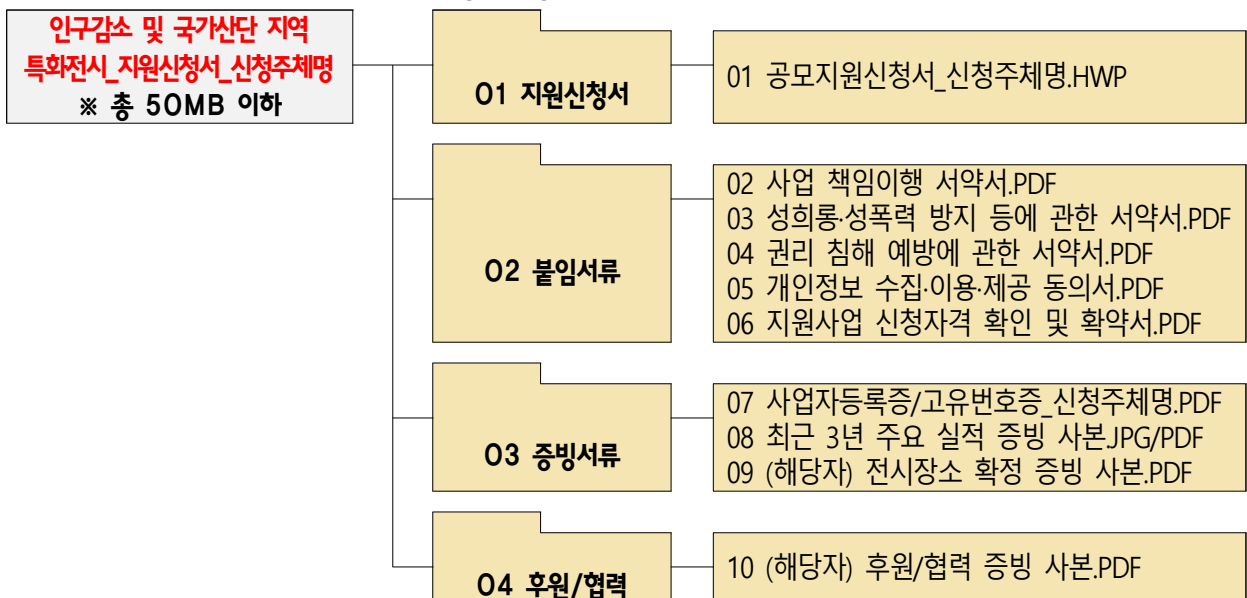 인구감소 및 국가산단 지역
특화전시_지원신청서_신청주체명
※ 총 50MB 이하
01 지원신청서
01 공모지원신청서_신청주체명.HWP
02 붙임서류
02 사업 책임이행 서약서.PDF
03 성희롱·성폭력 방지 등에 관한 서약서.PDF
04 권리 침해 예방에 관한 서약서.PDF
05 개인정보 수집·이용·제공 동의서.PDF
06 지원사업 신청자격 확인 및 확약서.PDF
03 증빙서류
07 사업자등록증/고유번호증_신청주체명.PDF
08 최근 3년 주요 실적 증빙 사본.JPG/PDF
09 (해당자) 전시장소 확정 증빙 사본.PDF
04 후원/협력
10 (해당자) 후원/협력 증빙 사본.PDF